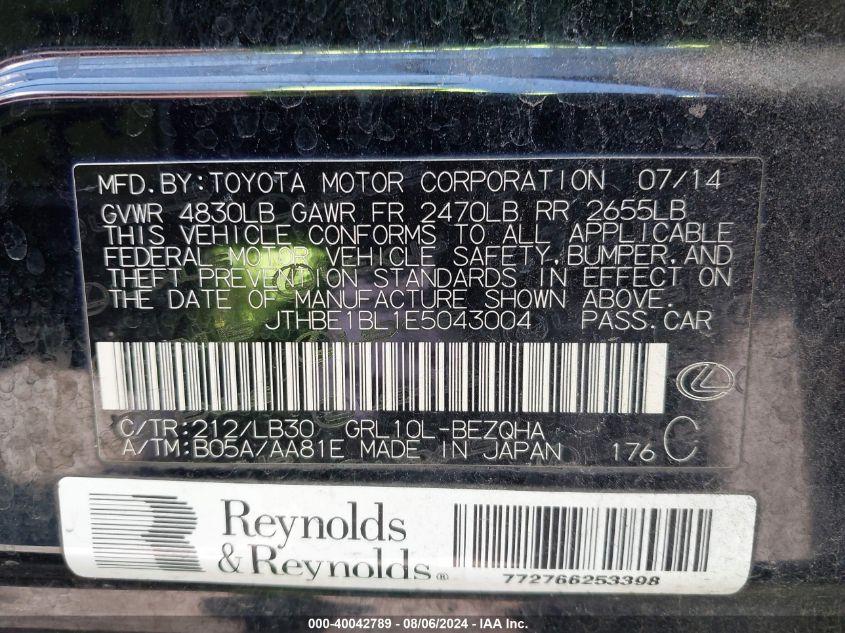 MFD.BY:TOYOTA MOTOR CORPORATION 07/14
GVWR 4830LB GAWR FR 2470LB RR 2655LB
THIS VEHICLE CONFORMS TO ALL APPLICABLE
FEDERAL MOTOR VEHICLE SAFETY,BUMPER,AND
THEFT PREVENTION STANDARDS IN EFFECT ON
THE DATE OF MANUFACTURE SHOWN ABOVE.
JTHBE1BL1E5043004 PASS.CAR
C/TR:212/LB30 GRL10L-BEZQHA
A/TM:B05A/AA81E MADE IN JAPAN 176 C
Reynolds
& Reynolds®
772766253398
000-40042789 - 08/06/2024 - IAA Inc.